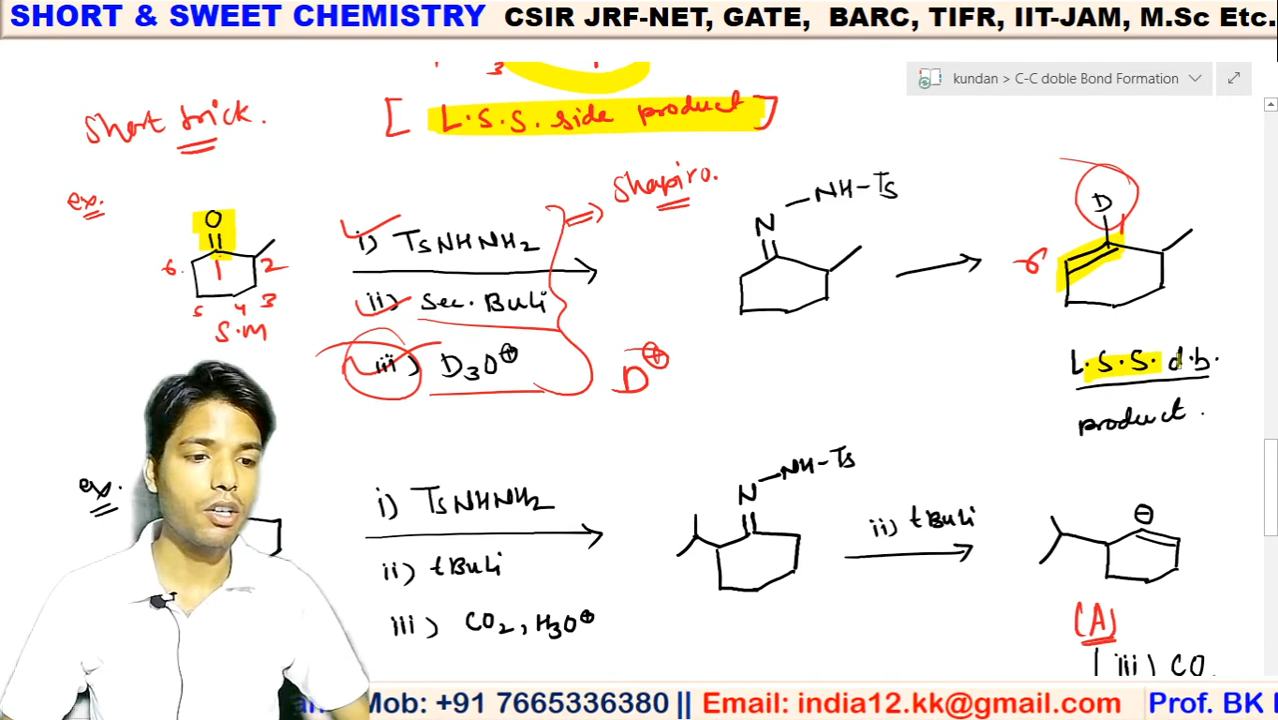 SHORT & SWEET CHEMISTRY CSIR JRF-NET, GATE, BARC, TIFR, IIT-JAM, M.Sc Etc.
kundan > C-C doble Bond Formation
Short trick. [ L.S.S. side product ]
3
ex.
O
1 2 3 4 5 6
S.M
i) TsNHNH2
ii) Sec. BuLi
iii) D3O⊕
Shapiro.
D⊕
N - NH-Ts
D
6
L.S.S. d.b.
product.
ex.
i) TsNHNH2
ii) tBuLi
iii) CO2, H3O⊕
N - NH-Ts
ii) tBuLi
⊖
(A)
iii) CO
Mob: +91 7665336380 || Email: india12.kk@gmail.com Prof. BK